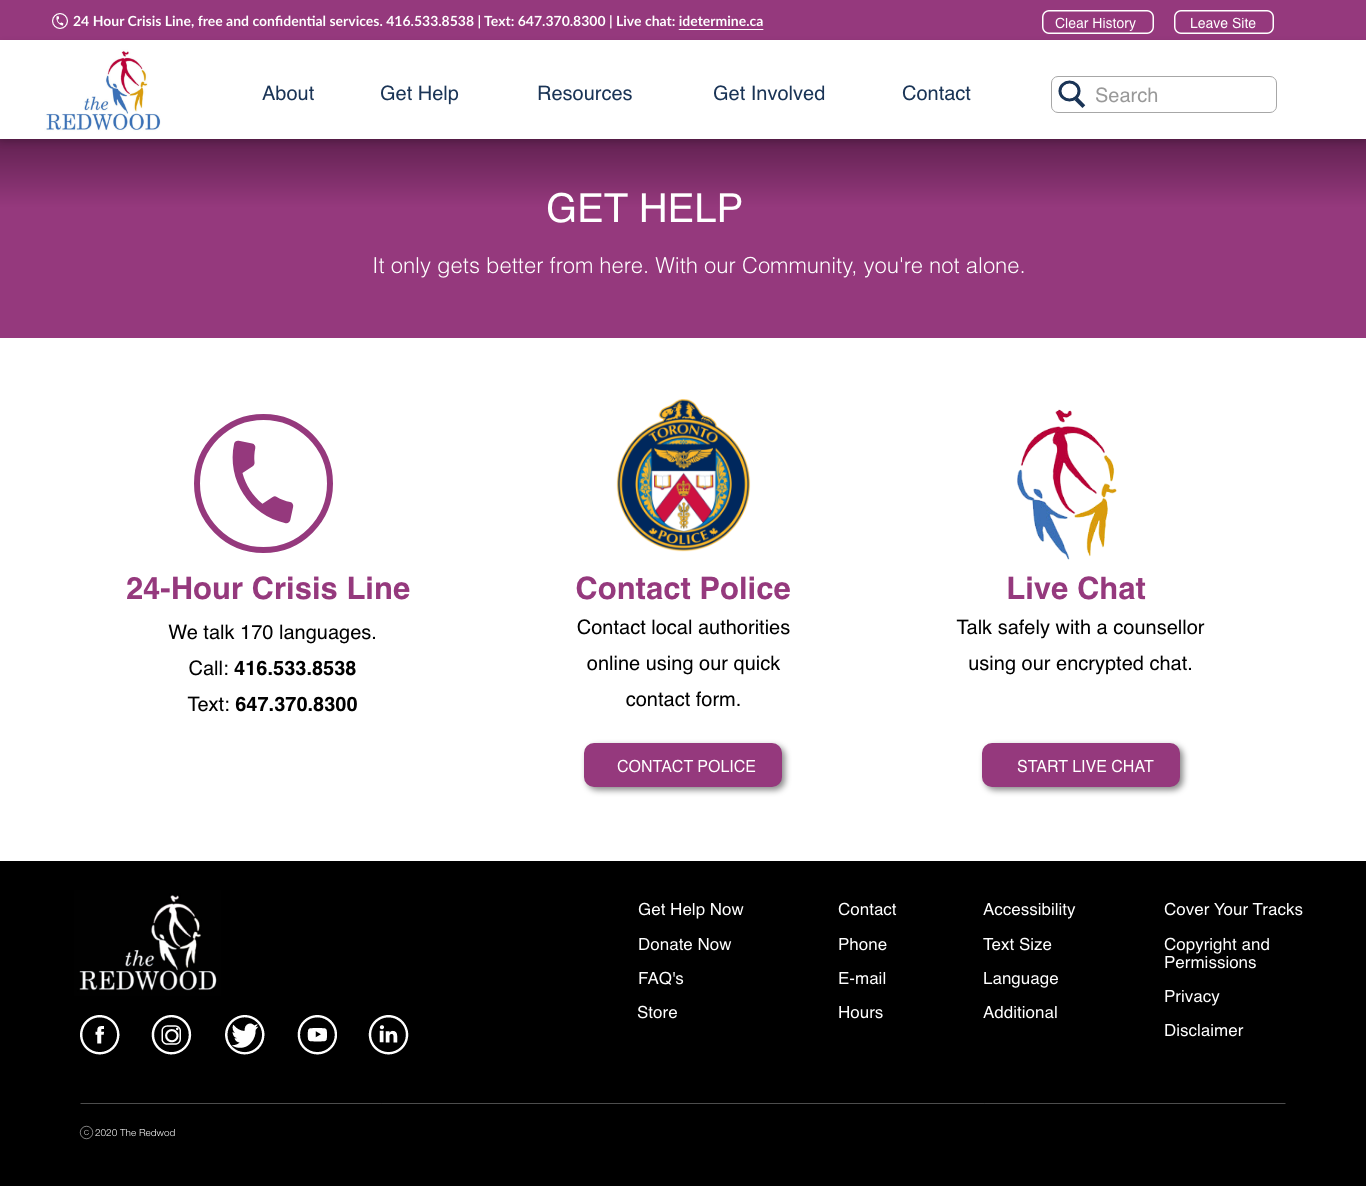 24 Hour Crisis Line, free and confidential services. 416.533.8538 | Text: 647.370.8300 | Live chat: idetermine.ca
Clear History
Leave Site
the
REDWOOD
About
Get Help
Resources
Get Involved
Contact
Search
GET HELP
It only gets better from here. With our Community, you're not alone.
TORONTO
POLICE
24-Hour Crisis Line
We talk 170 languages.
Call: 416.533.8538
Text: 647.370.8300
Contact Police
Contact local authorities
online using our quick
contact form.
CONTACT POLICE
Live Chat
Talk safely with a counsellor
using our encrypted chat.
START LIVE CHAT
the
REDWOOD
Get Help Now
Donate Now
FAQ's
Store
Contact
Phone
E-mail
Hours
Accessibility
Text Size
Language
Additional
Cover Your Tracks
Copyright and
Permissions
Privacy
Disclaimer
f
in
© 2020 The Redwod